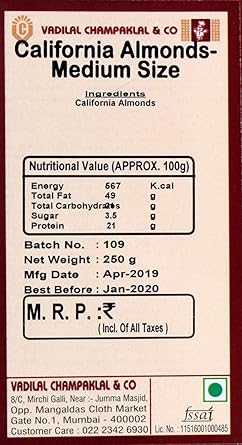 VADILAL CHAMPAKLAL & CO
California Almonds-
Medium Size
Ingredients
California Almonds
Nutritional Value (APPROX. 100g)
Energy 567 K.cal
Total Fat 49 g
Total Carbohydrates 21 g
Sugar 3.5 g
Protein 21 g
Batch No. : 109
Net Weight : 250 g
Mfg Date : Apr-2019
Best Before : Jan-2020
M. R. P. :₹
(Incl. Of All Taxes)
VADILAL CHAMPAKLAL & CO
8/C, Mirchi Galli, Near :- Jumma Masjid,
Opp. Mangaldas Cloth Market
Gate No.1, Mumbai - 400002
Customer Care : 022 2342 6930
fssai
Lic. No. : 11516001000485